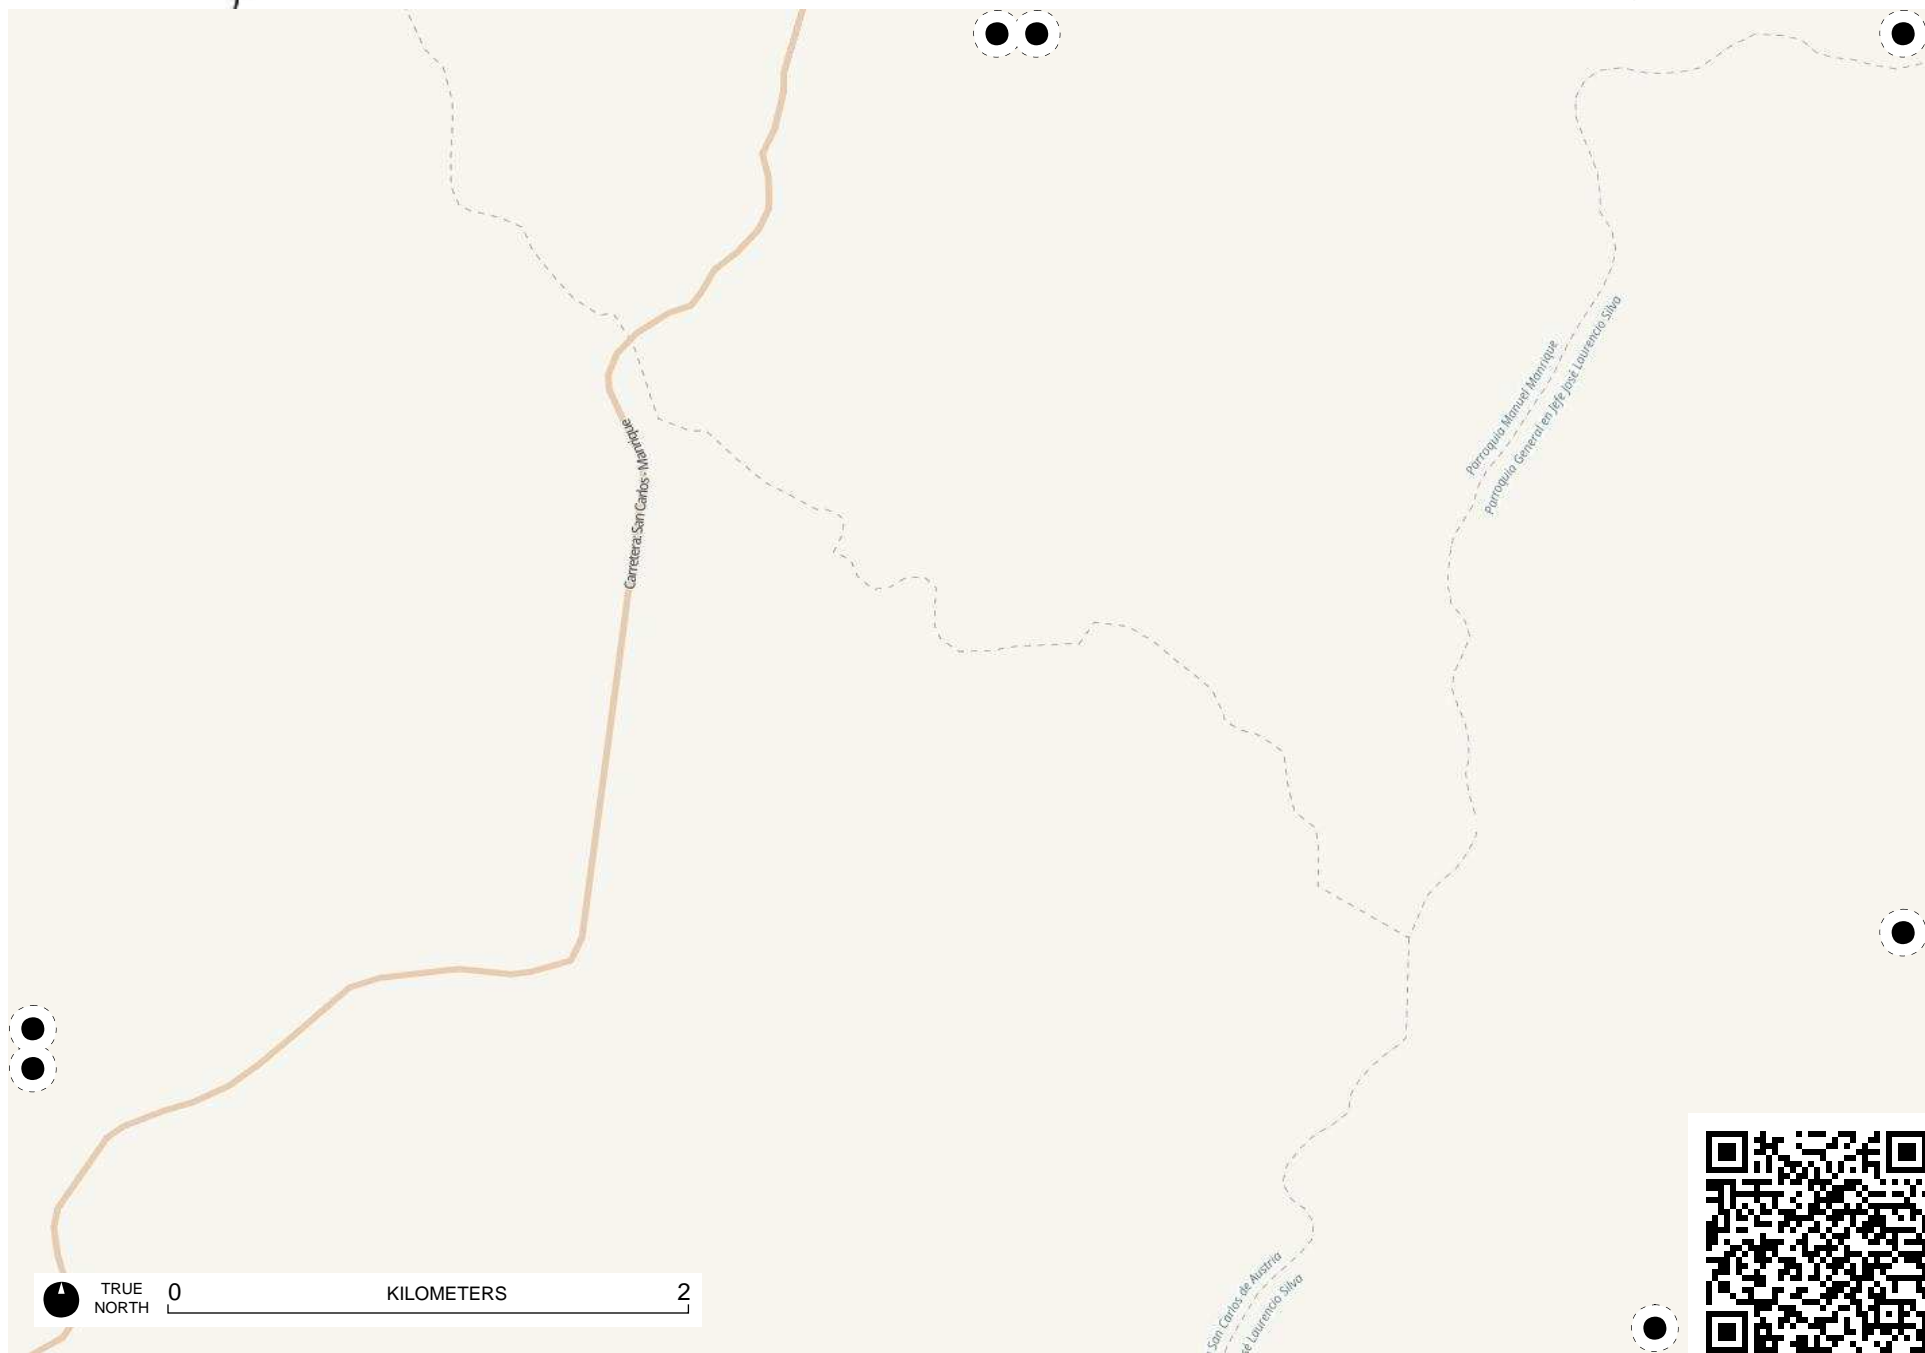 Parroquia Manuel Manrique
Parroquia General en Jefe José Laurencio Silva
Carretera: San Carlos - Manrique
San Carlos de Austria
sé Laurencio Silva
TRUE
NORTH
0 KILOMETERS 2